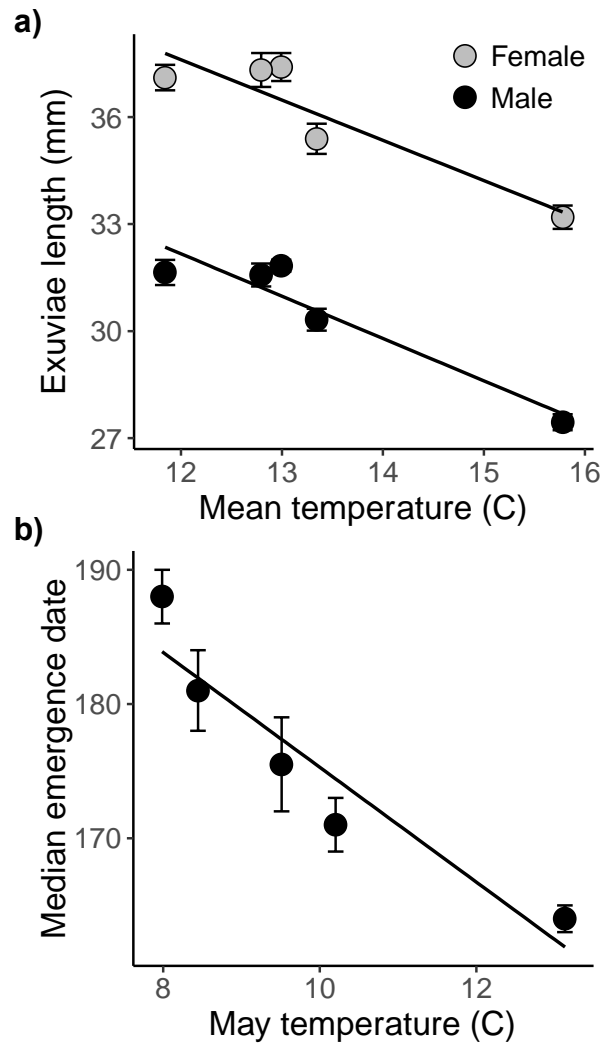 a)
Female
Male
Exuviae length (mm)
36
33
30
27
12 13 14 15 16
Mean temperature (C)
b)
Median emergence date
190
180
170
8 10 12
May temperature (C)